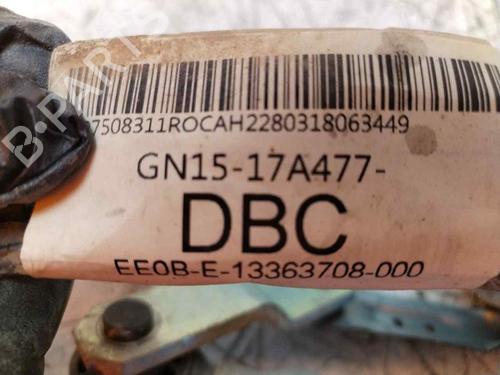 B-PARTS
7508311ROCAH2280318063449
GN15-17A477-
DBC
EE0B-E-13363708-000